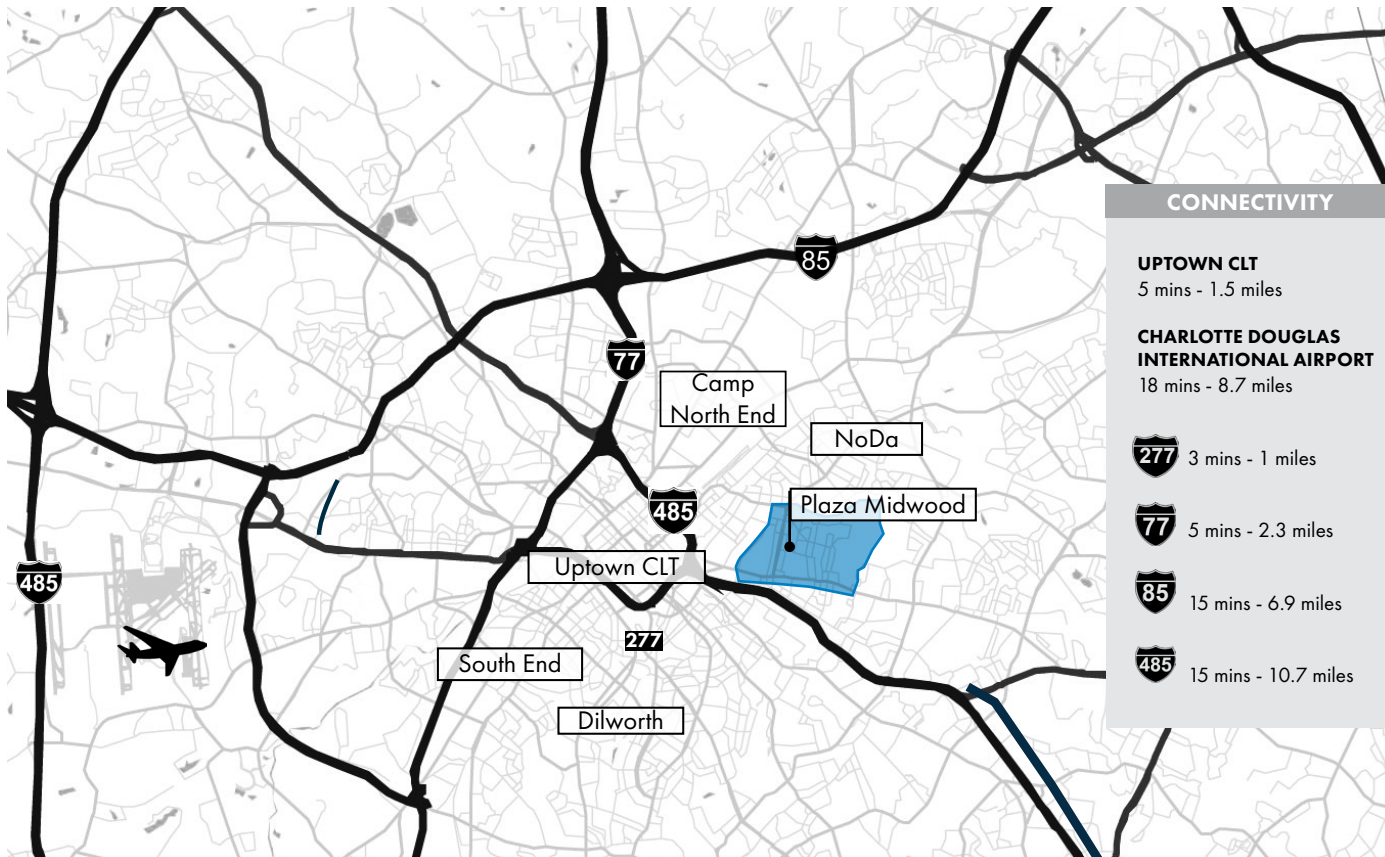 85
77
Camp
North End
NoDa
Plaza Midwood
485
Uptown CLT
485
277
South End
Dilworth
CONNECTIVITY
UPTOWN CLT
5 mins - 1.5 miles
CHARLOTTE DOUGLAS
INTERNATIONAL AIRPORT
18 mins - 8.7 miles
277 3 mins - 1 miles
77 5 mins - 2.3 miles
85 15 mins - 6.9 miles
485 15 mins - 10.7 miles